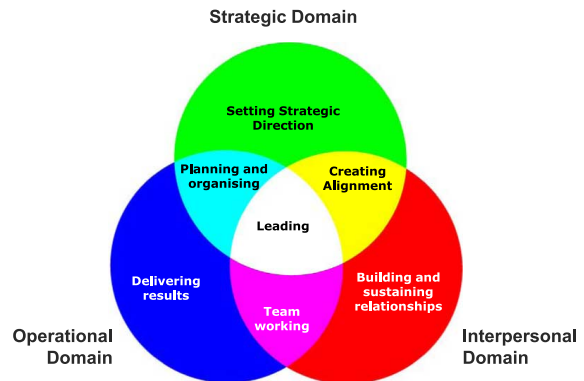 Strategic Domain
Setting Strategic
Direction
Planning and
organising
Creating
Alignment
Leading
Delivering
results
Building and
sustaining
relationships
Team
working
Operational
Domain
Interpersonal
Domain